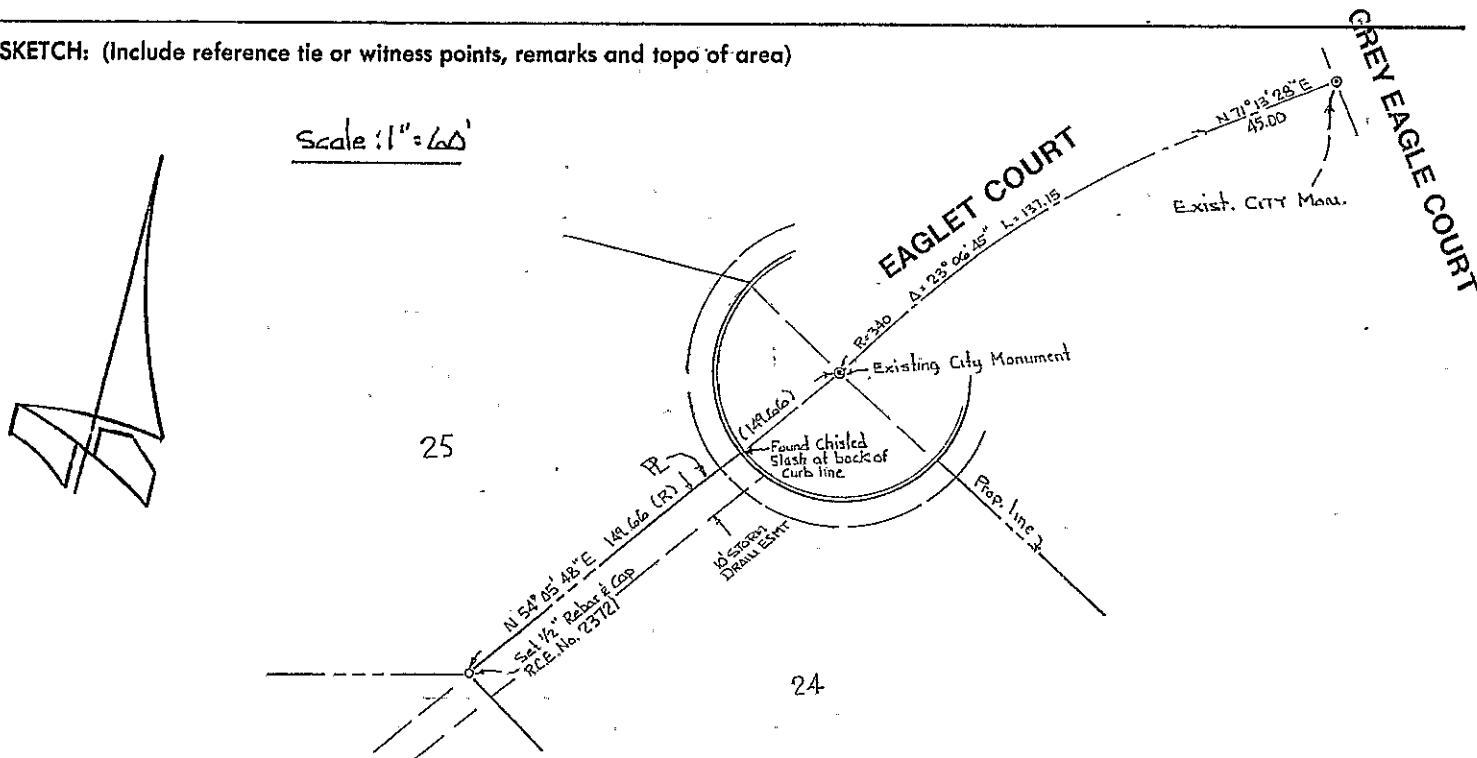 SKETCH: (Include reference tie or witness points, remarks and topo of area)
Scale: 1" = 60'
GREY EAGLE COURT
N 71° 13' 28" E
45.00
Exist. CITY Mon.
EAGLET COURT
R=340 Δ = 23° 06' 45" L = 137.15
Existing City Monument
(149.66)
Found Chisled
Slash at back of
Curb line
25
PL
N 54° 05' 48" E 149.66 (R)
Set 1/2" Rebar & Cap
R.C.E. No. 23721
10' STORM
DRAIN ESMT
Prop. line
24